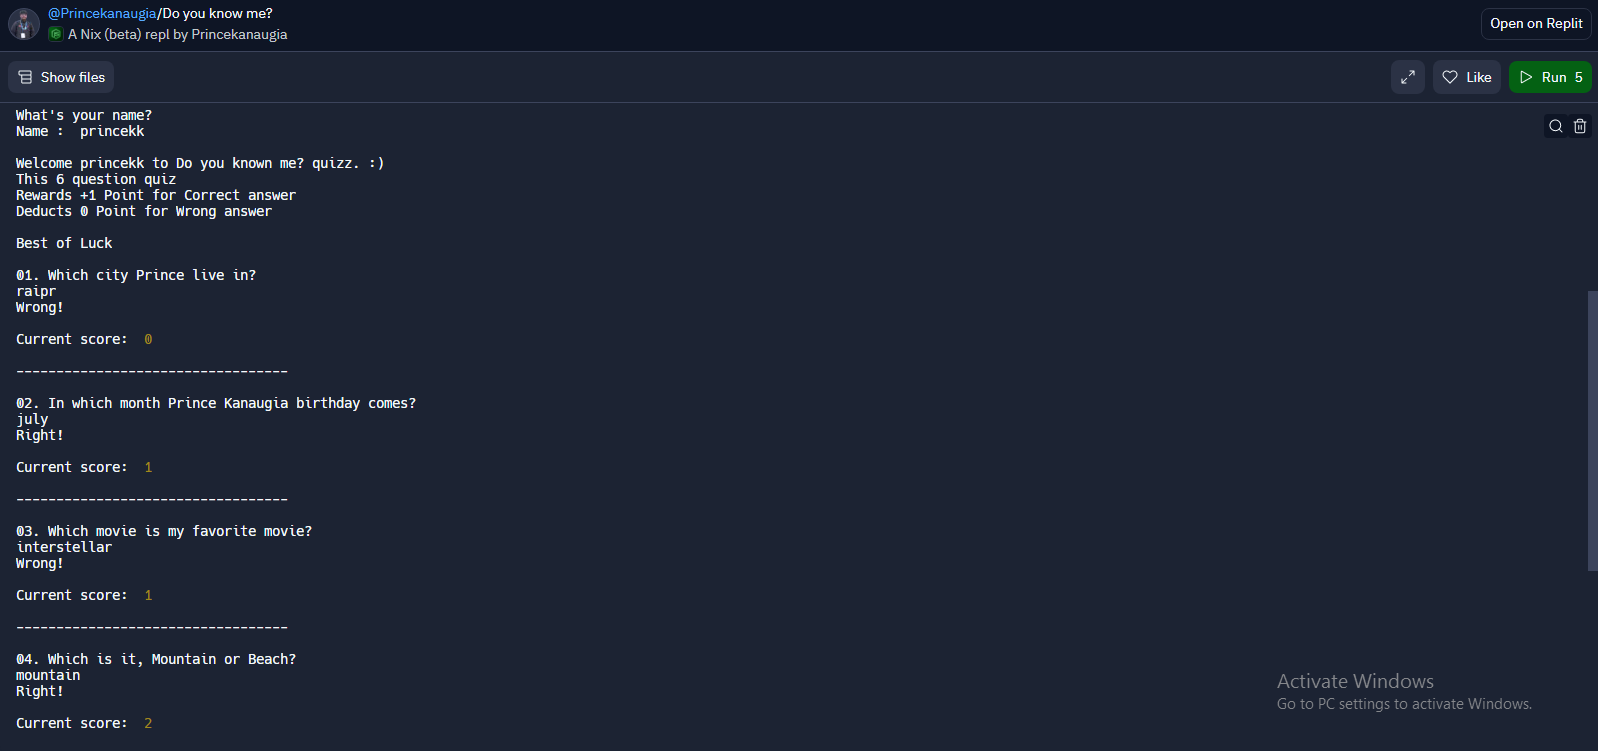 @Princekanaugia/Do you know me?
A Nix (beta) repl by Princekanaugia
Open on Replit
Show files
Like
Run 5
What's your name?
Name :  princekk
Welcome princekk to Do you known me? quizz. :)
This 6 question quiz
Rewards +1 Point for Correct answer
Deducts 0 Point for Wrong answer
Best of Luck
01. Which city Prince live in?
raipr
Wrong!
Current score:  0
----------------------------------
02. In which month Prince Kanaugia birthday comes?
july
Right!
Current score:  1
----------------------------------
03. Which movie is my favorite movie?
interstellar
Wrong!
Current score:  1
----------------------------------
04. Which is it, Mountain or Beach?
mountain
Right!
Current score:  2
Activate Windows
Go to PC settings to activate Windows.